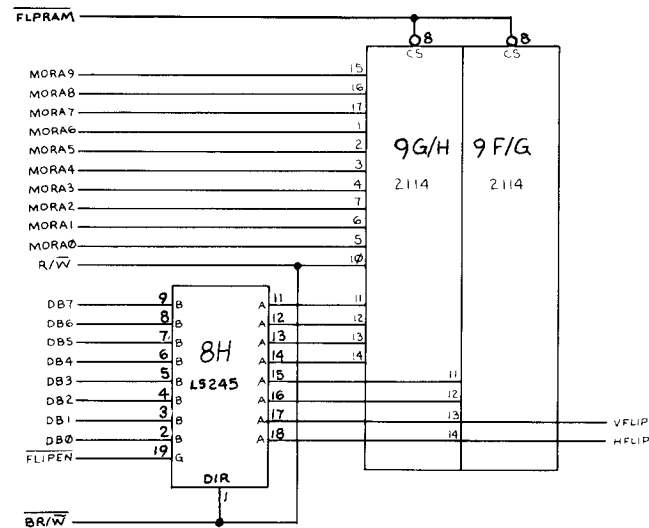 FLPRAM
8 8
CS CS
MORA9 15
MORA8 16
MORA7 17
MORA6 1
MORA5 2
MORA4 3
MORA3 4
MORA2 7
MORA1 6
MORAØ 5
R/W 1Ø
9G/H 9F/G
2114 2114
DB7 9 B A 11 11
DB6 8 B A 12 12
DB5 7 B A 13 13
DB4 6 B A 14 14
DB3 5 B A 15 11
DB2 4 B A 16 12
DB1 3 B A 17 13 VFLIP
DBØ 2 B A 18 14 HFLIP
FLIPEN 19 G
8H
LS245
DIR
1
BR/W